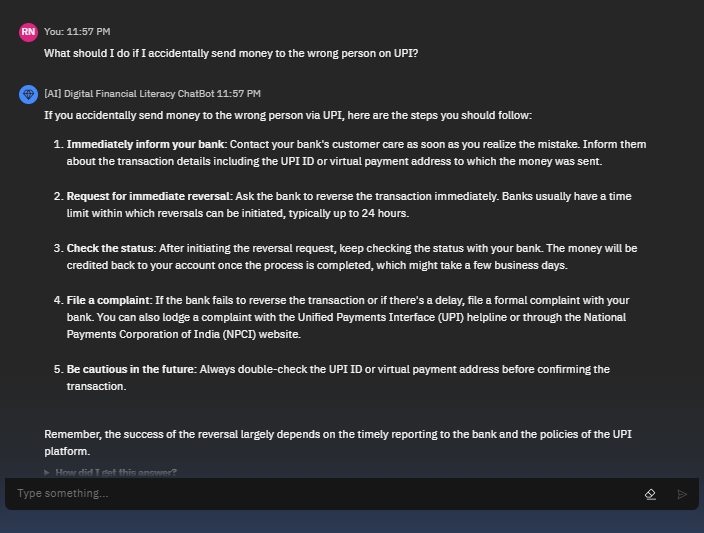 RN You: 11:57 PM
What should I do if I accidentally send money to the wrong person on UPI?
[AI] Digital Financial Literacy ChatBot 11:57 PM
If you accidentally send money to the wrong person via UPI, here are the steps you should follow:
1. Immediately inform your bank: Contact your bank's customer care as soon as you realize the mistake. Inform them
about the transaction details including the UPI ID or virtual payment address to which the money was sent.
2. Request for immediate reversal: Ask the bank to reverse the transaction immediately. Banks usually have a time
limit within which reversals can be initiated, typically up to 24 hours.
3. Check the status: After initiating the reversal request, keep checking the status with your bank. The money will be
credited back to your account once the process is completed, which might take a few business days.
4. File a complaint: If the bank fails to reverse the transaction or if there's a delay, file a formal complaint with your
bank. You can also lodge a complaint with the Unified Payments Interface (UPI) helpline or through the National
Payments Corporation of India (NPCI) website.
5. Be cautious in the future: Always double-check the UPI ID or virtual payment address before confirming the
transaction.
Remember, the success of the reversal largely depends on the timely reporting to the bank and the policies of the UPI
platform.
How did I get this answer?
Type something...